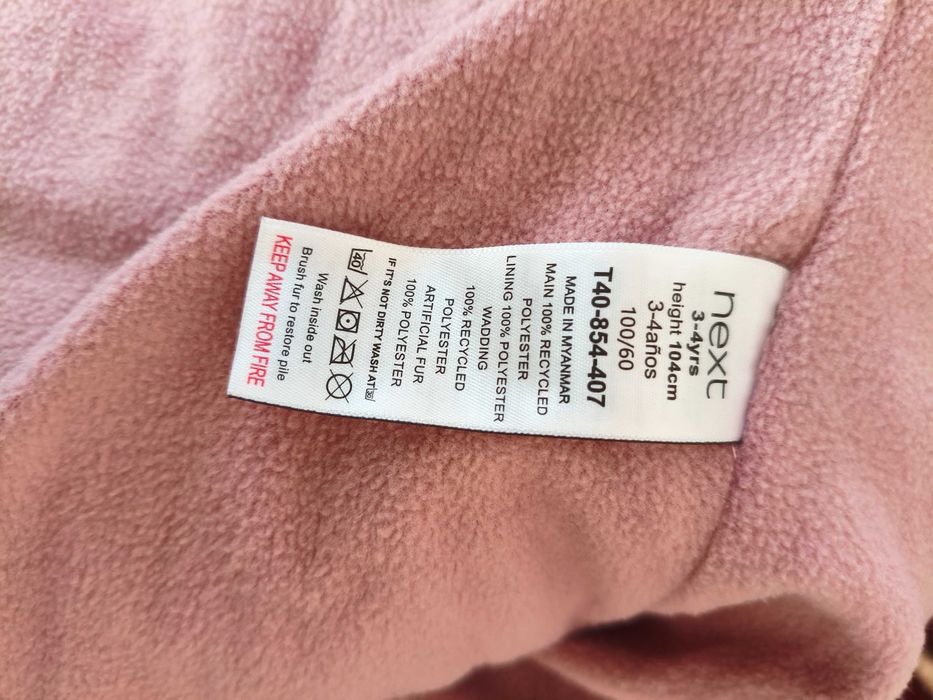 next
3-4yrs
height 104cm
3-4años
100/60
T40-854-407
MADE IN MYANMAR
MAIN 100% RECYCLED
POLYESTER
LINING 100% POLYESTER
WADDING
100% RECYCLED
POLYESTER
ARTIFICIAL FUR
100% POLYESTER
IF IT'S NOT DIRTY WASH AT 30
40
Wash inside out
Brush fur to restore pile
KEEP AWAY FROM FIRE